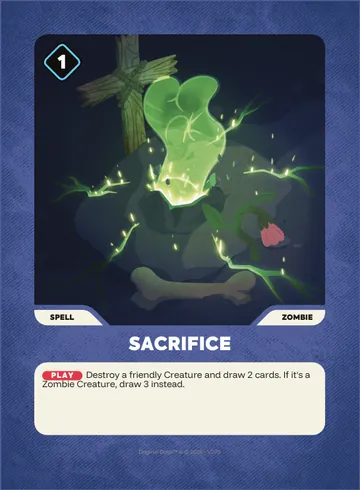 1
SPELL
ZOMBIE
SACRIFICE
PLAY Destroy a friendly Creature and draw 2 cards. If it's a
Zombie Creature, draw 3 instead.